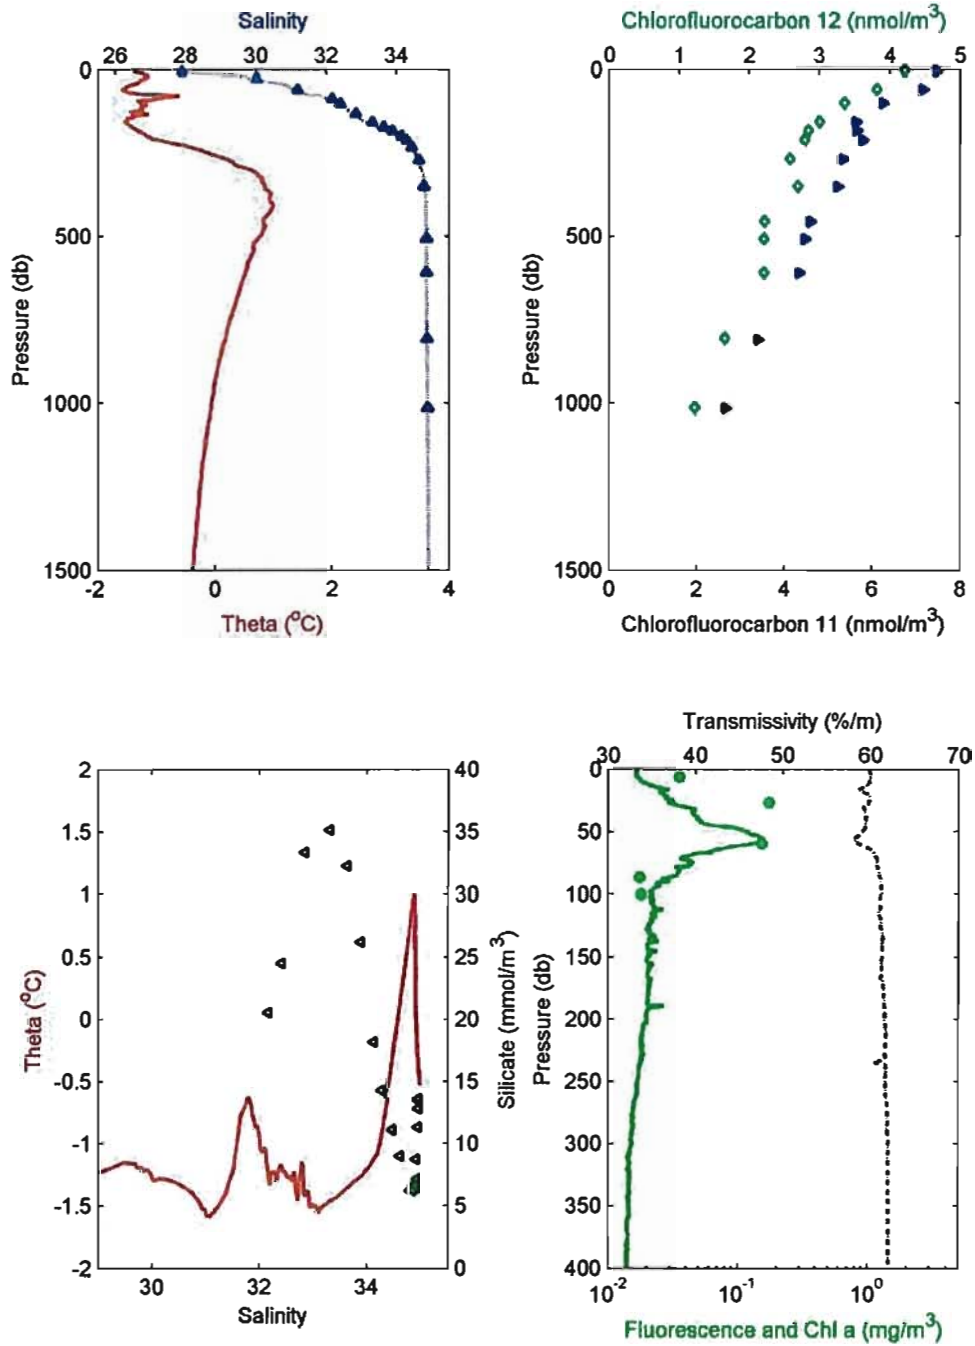 Salinity
26 28 30 32 34
0
500
1000
1500
Pressure (db)
-2 0 2 4
Theta (°C)
Chlorofluorocarbon 12 (nmol/m³)
0 1 2 3 4 5
0
500
1000
1500
Pressure (db)
0 2 4 6 8
Chlorofluorocarbon 11 (nmol/m³)
2
1.5
1
0.5
0
-0.5
-1
-1.5
-2
Theta (°C)
40
35
30
25
20
15
10
5
0
Silicate (mmol/m³)
30 32 34
Salinity
Transmissivity (%/m)
30 40 50 60 70
0
50
100
150
200
250
300
350
400
Pressure (db)
10⁻² 10⁻¹ 10⁰
Fluorescence and Chl a (mg/m³)